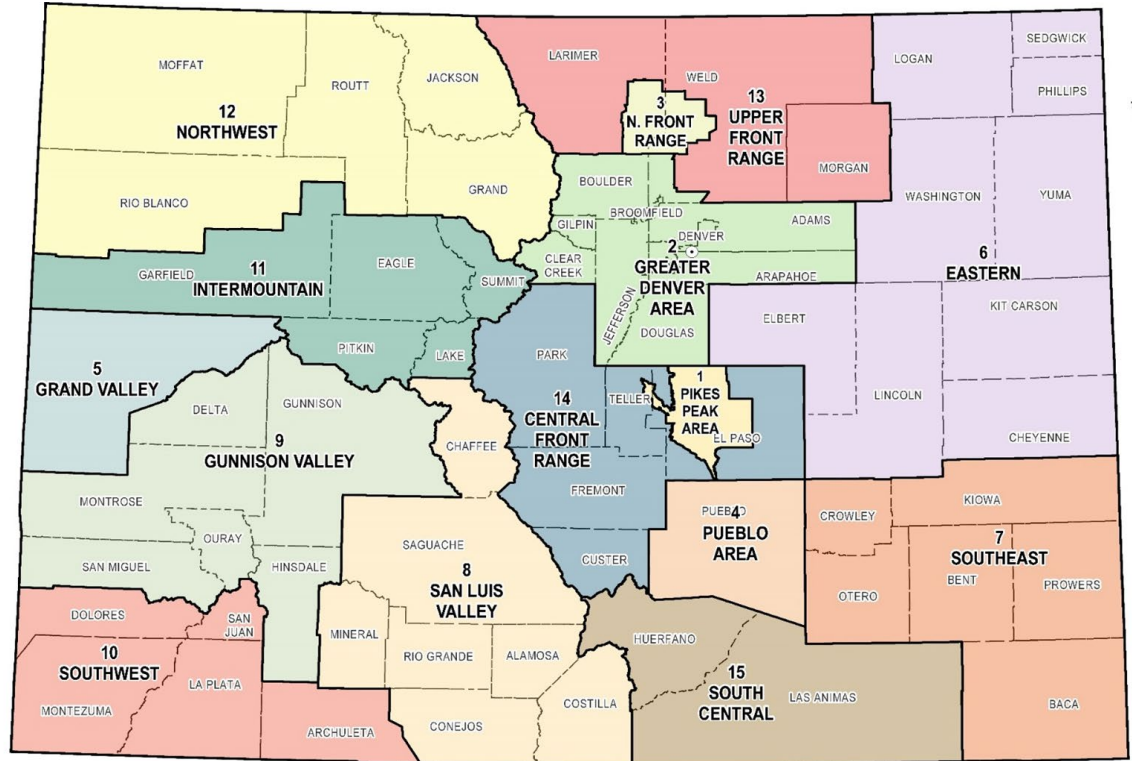 SEDGWICK
LOGAN
LARIMER
MOFFAT
WELD
JACKSON
ROUTT
PHILLIPS
13
UPPER
FRONT
RANGE
3
N. FRONT
RANGE
12
NORTHWEST
MORGAN
BOULDER
GRAND
WASHINGTON
YUMA
RIO BLANCO
BROOMFIELD
ADAMS
GILPIN
DENVER
2
GREATER
DENVER
AREA
6
EASTERN
CLEAR
CREEK
EAGLE
11
INTERMOUNTAIN
GARFIELD
SUMMIT
ARAPAHOE
KIT CARSON
ELBERT
JEFFERSON
DOUGLAS
PITKIN
LAKE
PARK
5
GRAND VALLEY
1
PIKES
PEAK
AREA
14
CENTRAL
FRONT
RANGE
TELLER
LINCOLN
GUNNISON
DELTA
9
GUNNISON VALLEY
CHAFFEE
EL PASO
CHEYENNE
FREMONT
MONTROSE
KIOWA
PUEBLO
4
PUEBLO
AREA
CROWLEY
OURAY
SAGUACHE
7
SOUTHEAST
CUSTER
SAN MIGUEL
HINSDALE
8
SAN LUIS
VALLEY
BENT
PROWERS
OTERO
DOLORES
SAN
JUAN
MINERAL
HUERFANO
10
SOUTHWEST
RIO GRANDE
ALAMOSA
15
SOUTH
CENTRAL
LA PLATA
LAS ANIMAS
COSTILLA
BACA
MONTEZUMA
CONEJOS
ARCHULETA